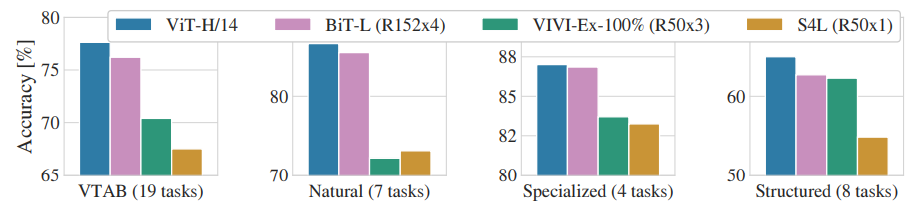 ViT-H/14 BiT-L (R152x4) VIVI-Ex-100% (R50x3) S4L (R50x1)
Accuracy [%]
80
75
70
65
VTAB (19 tasks)
80
70
Natural (7 tasks)
88
85
82
80
Specialized (4 tasks)
60
50
Structured (8 tasks)